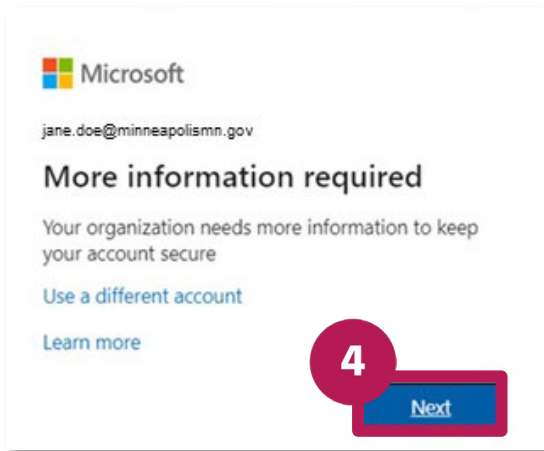 Microsoft
jane.doe@minneapolismn.gov
More information required
Your organization needs more information to keep
your account secure
Use a different account
Learn more
4
Next